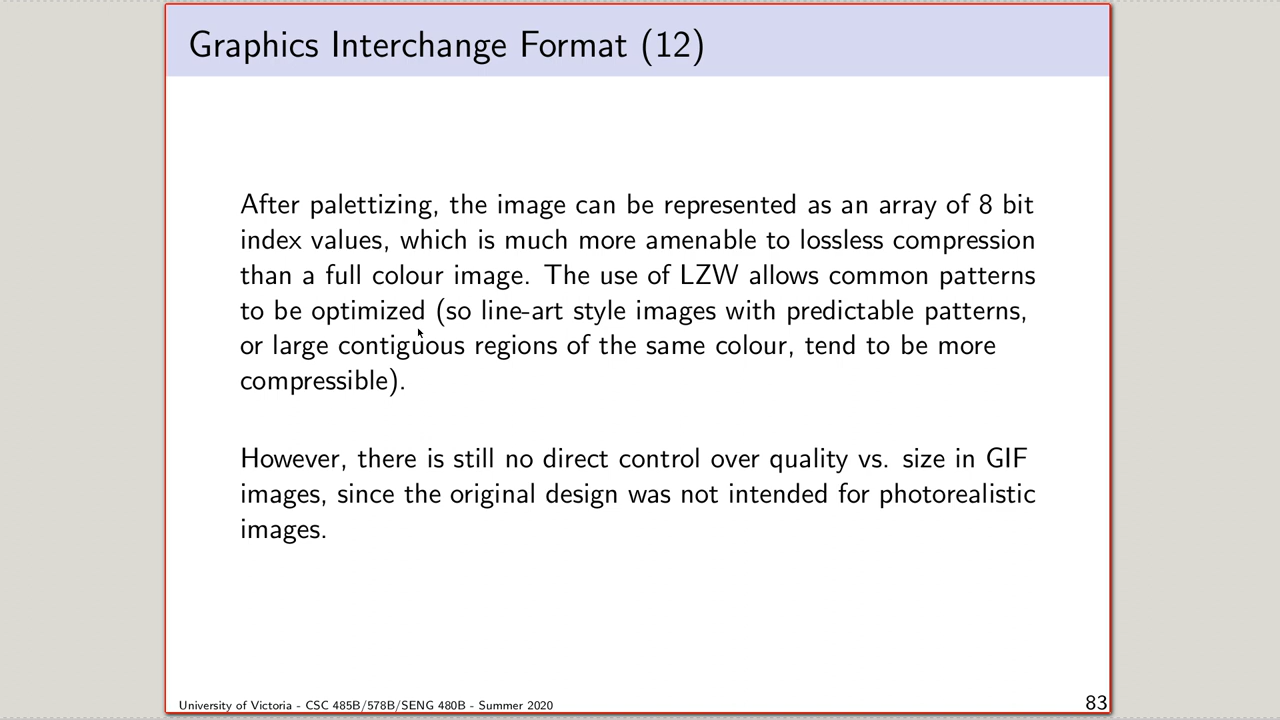 Graphics Interchange Format (12)
After palettizing, the image can be represented as an array of 8 bit
index values, which is much more amenable to lossless compression
than a full colour image. The use of LZW allows common patterns
to be optimized (so line-art style images with predictable patterns,
or large contiguous regions of the same colour, tend to be more
compressible).
However, there is still no direct control over quality vs. size in GIF
images, since the original design was not intended for photorealistic
images.
University of Victoria - CSC 485B/578B/SENG 480B - Summer 2020
83